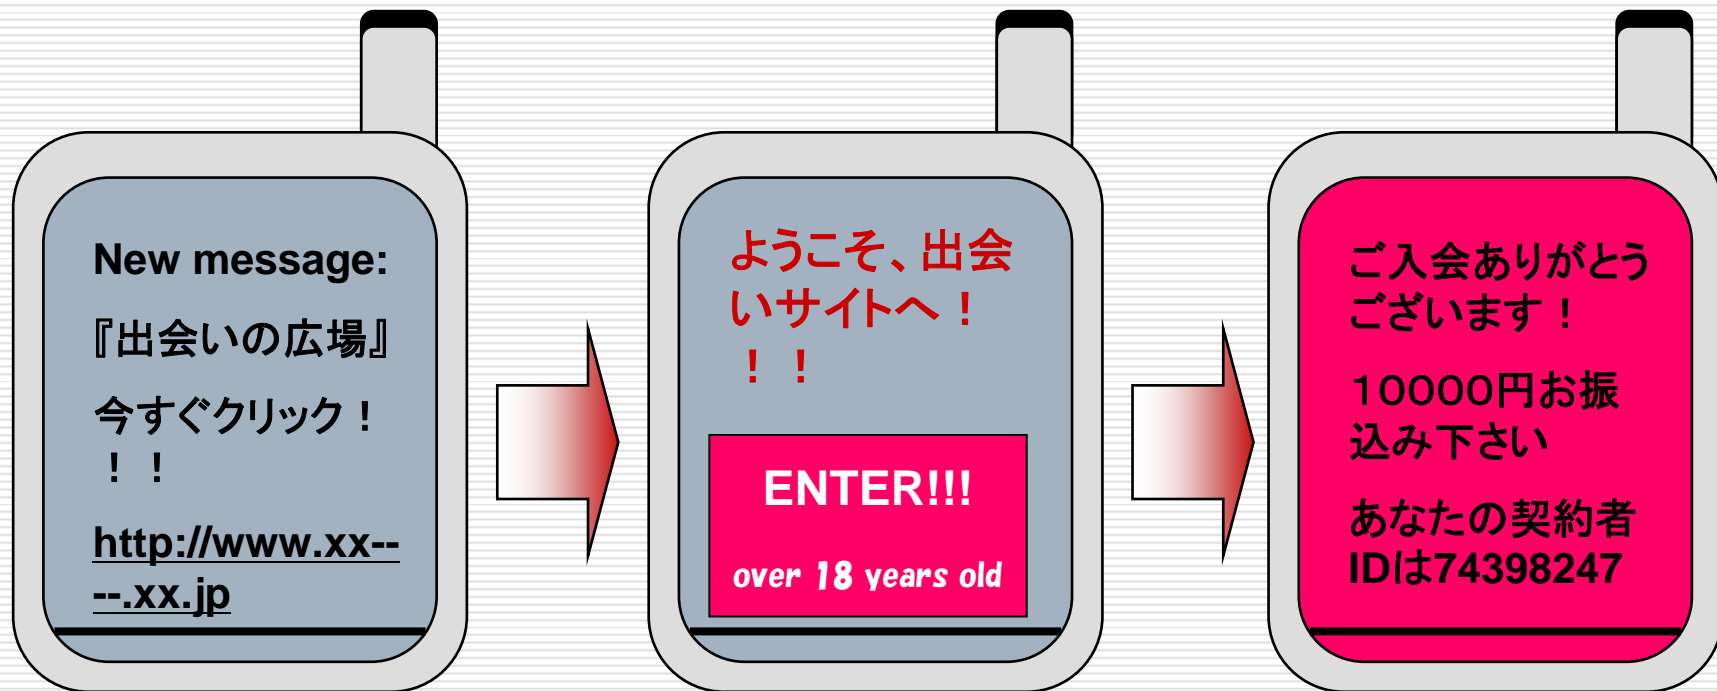 New message:
『出会いの広場』
今すぐクリック！
！！
http://www.xx--
--.xx.jp
ようこそ、出会
いサイトへ！
！！
ENTER!!!
over 18 years old
ご入会ありがとう
ございます！
１００００円お振
込み下さい
あなたの契約者
IDは74398247